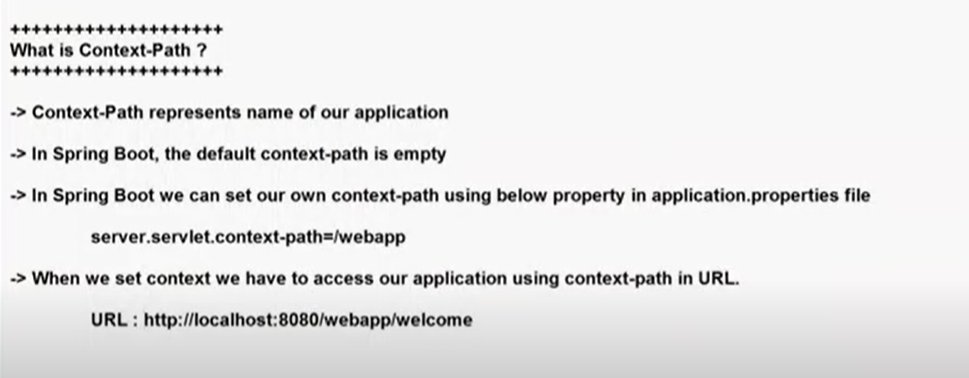 ++++++++++++++++++++
What is Context-Path ?
++++++++++++++++++++
-> Context-Path represents name of our application
-> In Spring Boot, the default context-path is empty
-> In Spring Boot we can set our own context-path using below property in application.properties file
server.servlet.context-path=/webapp
-> When we set context we have to access our application using context-path in URL.
URL : http://localhost:8080/webapp/welcome